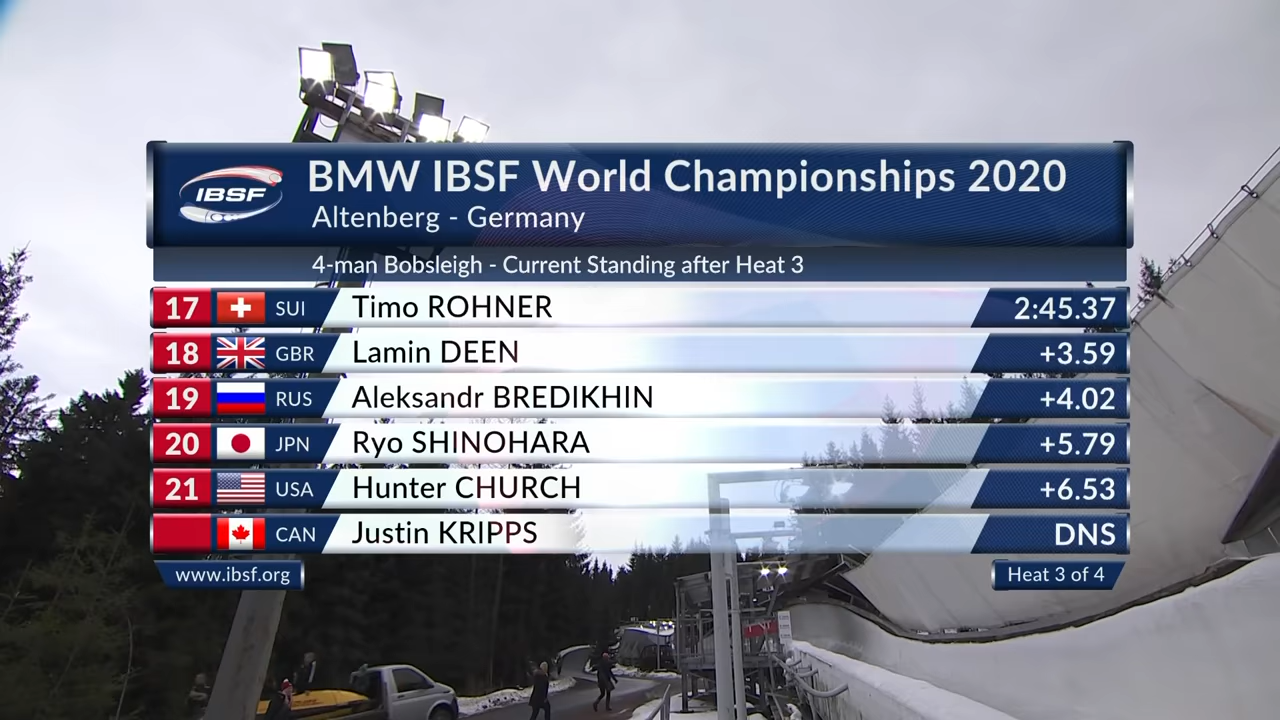 IBSF
BMW IBSF World Championships 2020
Altenberg - Germany
4-man Bobsleigh - Current Standing after Heat 3
17 SUI Timo ROHNER 2:45.37
18 GBR Lamin DEEN +3.59
19 RUS Aleksandr BREDIKHIN +4.02
20 JPN Ryo SHINOHARA +5.79
21 USA Hunter CHURCH +6.53
CAN Justin KRIPPS DNS
www.ibsf.org
Heat 3 of 4